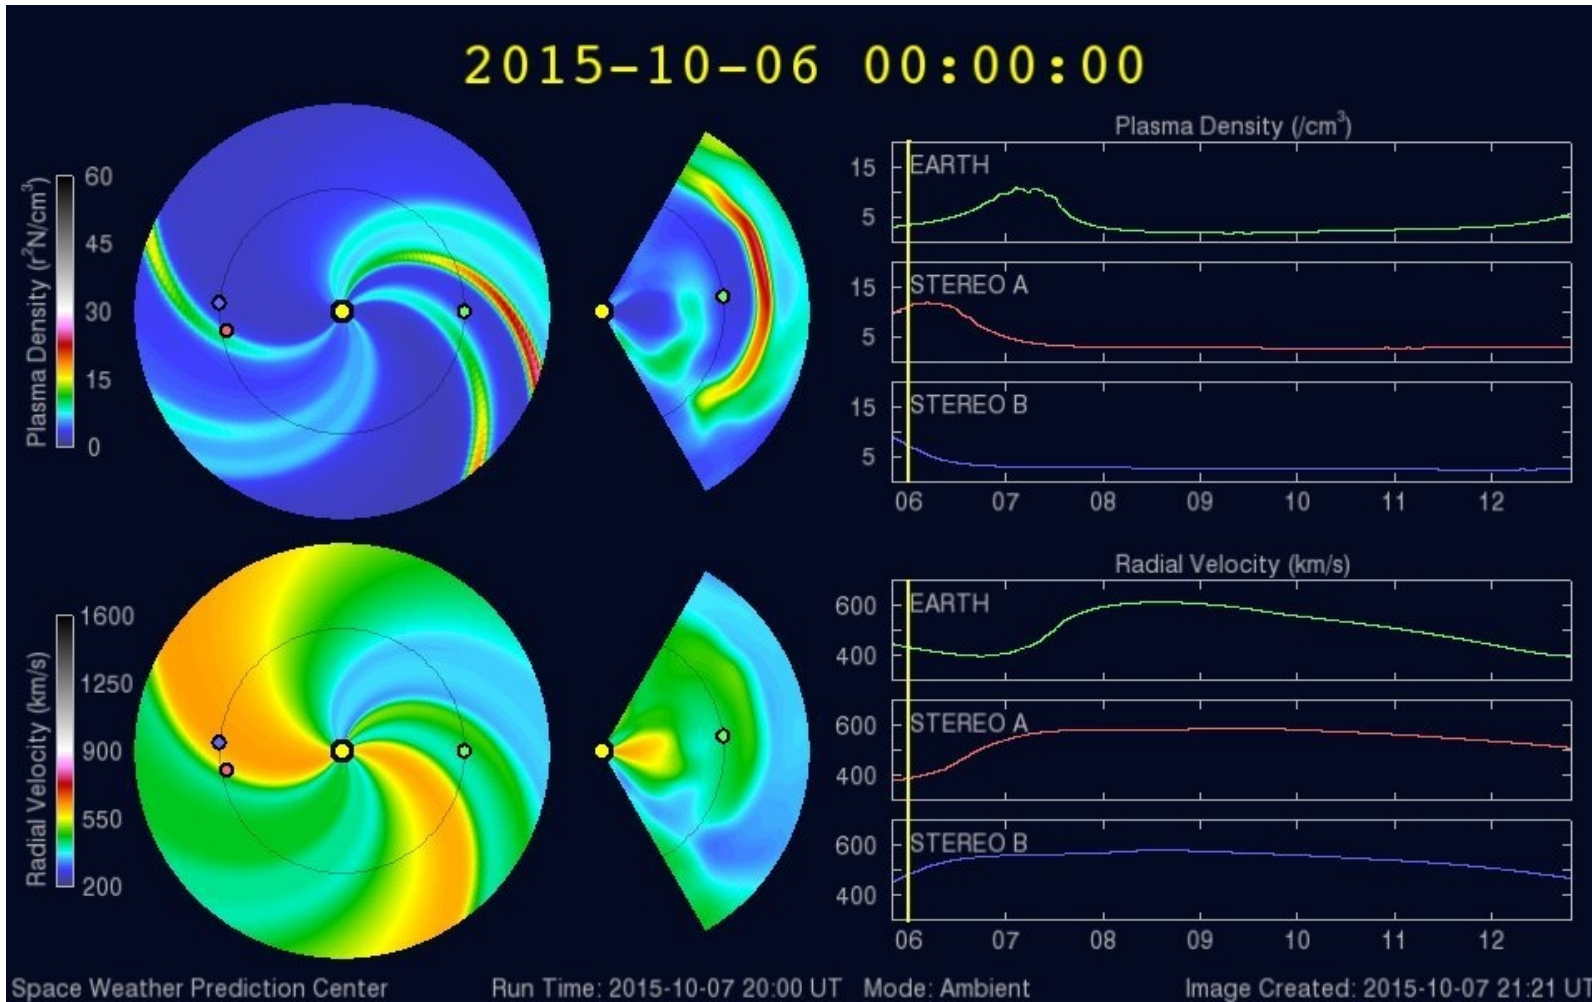 2015-10-06 00:00:00
Plasma Density (r²N/cm³)
60
45
30
15
0
Plasma Density (/cm³)
EARTH
15
5
STEREO A
15
5
STEREO B
15
5
06 07 08 09 10 11 12
Radial Velocity (km/s)
1600
1250
900
550
200
Radial Velocity (km/s)
EARTH
600
400
STEREO A
600
400
STEREO B
600
400
06 07 08 09 10 11 12
Space Weather Prediction Center Run Time: 2015-10-07 20:00 UT Mode: Ambient Image Created: 2015-10-07 21:21 UT